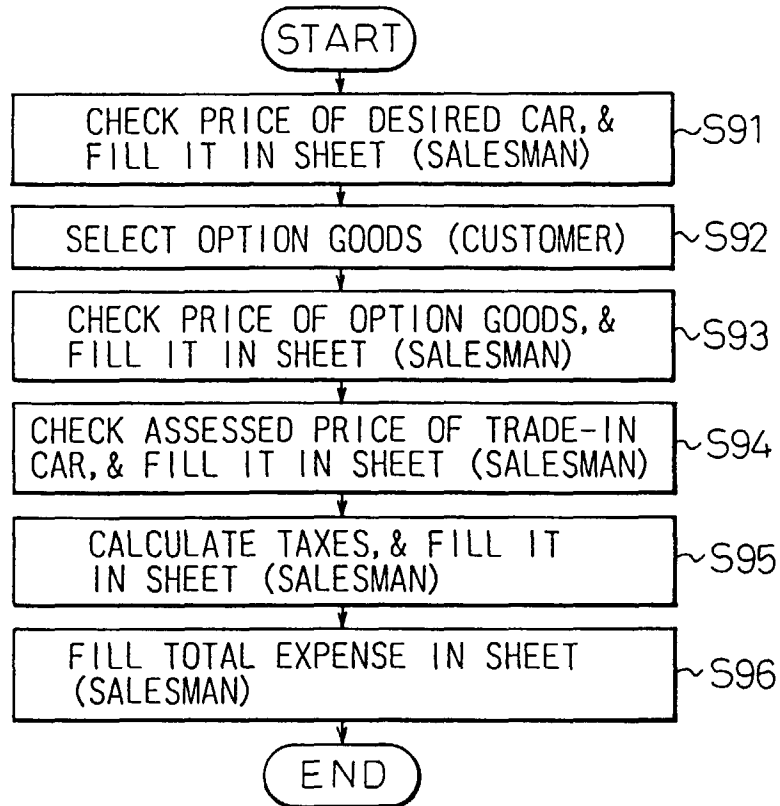 START
CHECK PRICE OF DESIRED CAR, &
FILL IT IN SHEET (SALESMAN)
S91
SELECT OPTION GOODS (CUSTOMER)
S92
CHECK PRICE OF OPTION GOODS, &
FILL IT IN SHEET (SALESMAN)
S93
CHECK ASSESSED PRICE OF TRADE-IN
CAR, & FILL IT IN SHEET (SALESMAN)
S94
CALCULATE TAXES, & FILL IT
IN SHEET (SALESMAN)
S95
FILL TOTAL EXPENSE IN SHEET
(SALESMAN)
S96
END